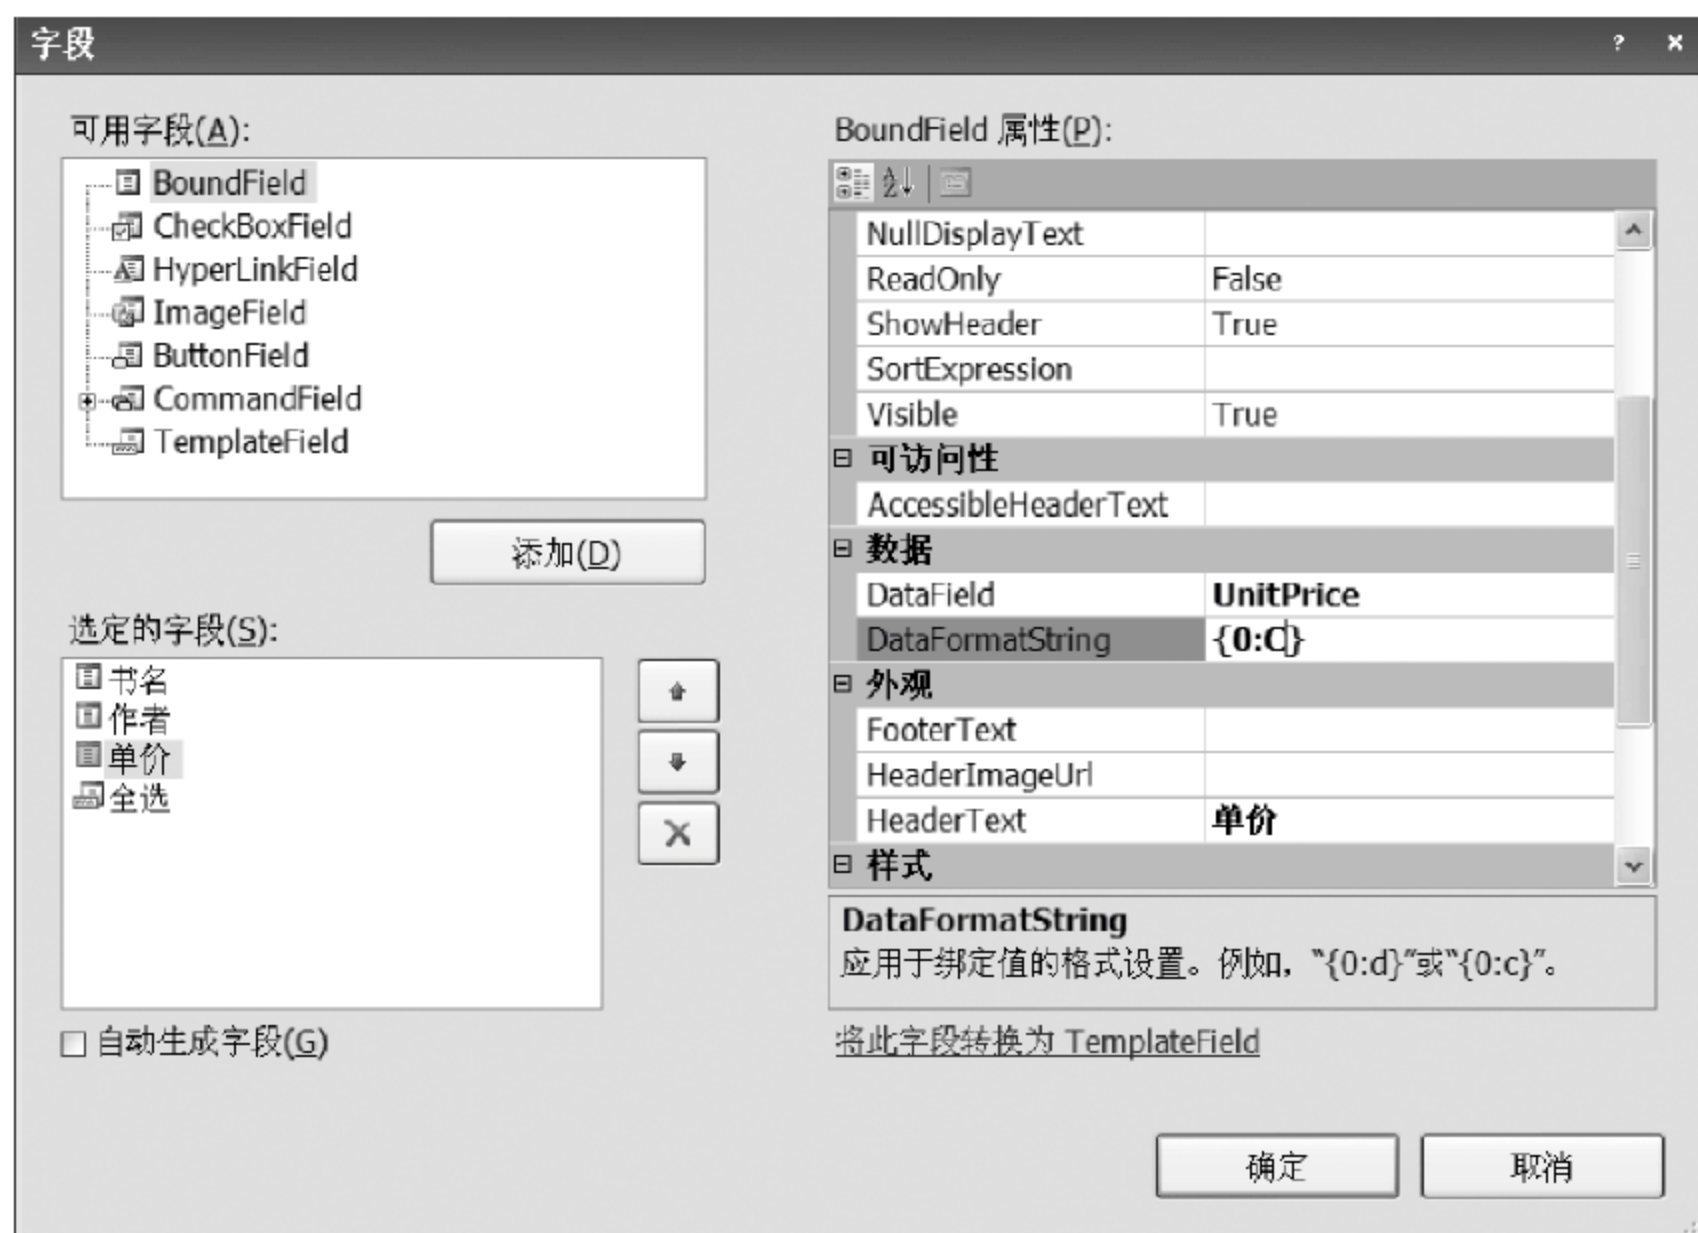 字段
可用字段(A):
BoundField
CheckBoxField
HyperLinkField
ImageField
ButtonField
CommandField
TemplateField
添加(D)
选定的字段(S):
书名
作者
单价
全选
自动生成字段(G)
BoundField 属性(P):
NullDisplayText
ReadOnly False
ShowHeader True
SortExpression
Visible True
可访问性
AccessibleHeaderText
数据
DataField UnitPrice
DataFormatString {0:C}
外观
FooterText
HeaderImageUrl
HeaderText 单价
样式
DataFormatString
应用于绑定值的格式设置。例如，“{0:d}”或“{0:c}”。
将此字段转换为 TemplateField
确定
取消